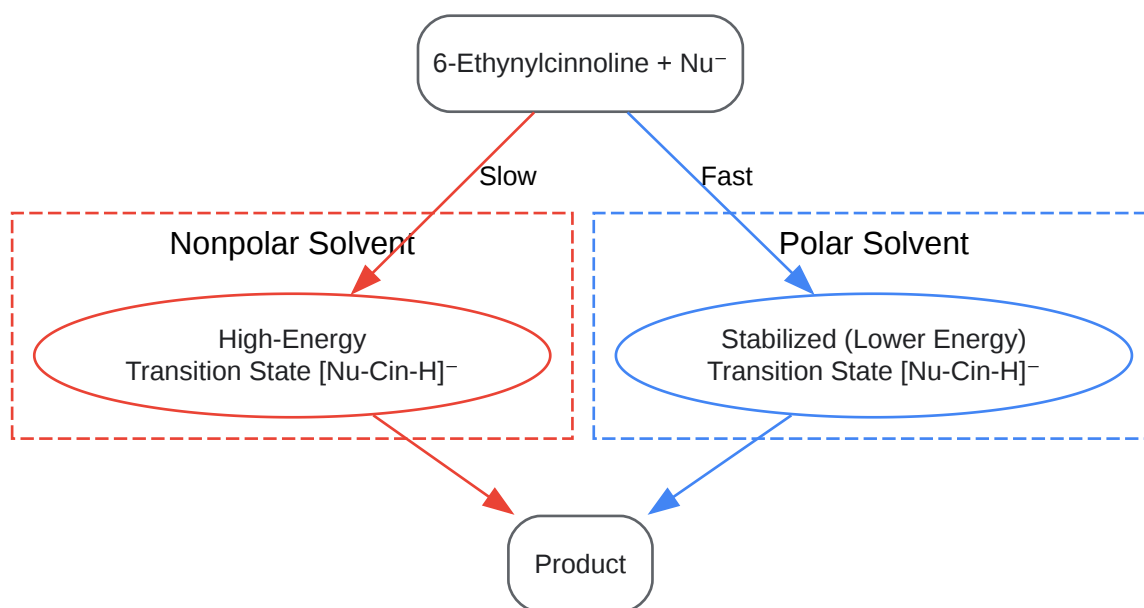 6-Ethynylcinnoline + Nu⁻
Slow
Fast
Nonpolar Solvent
Polar Solvent
High-Energy
Transition State [Nu-Cin-H]⁻
Stabilized (Lower Energy)
Transition State [Nu-Cin-H]⁻
Product